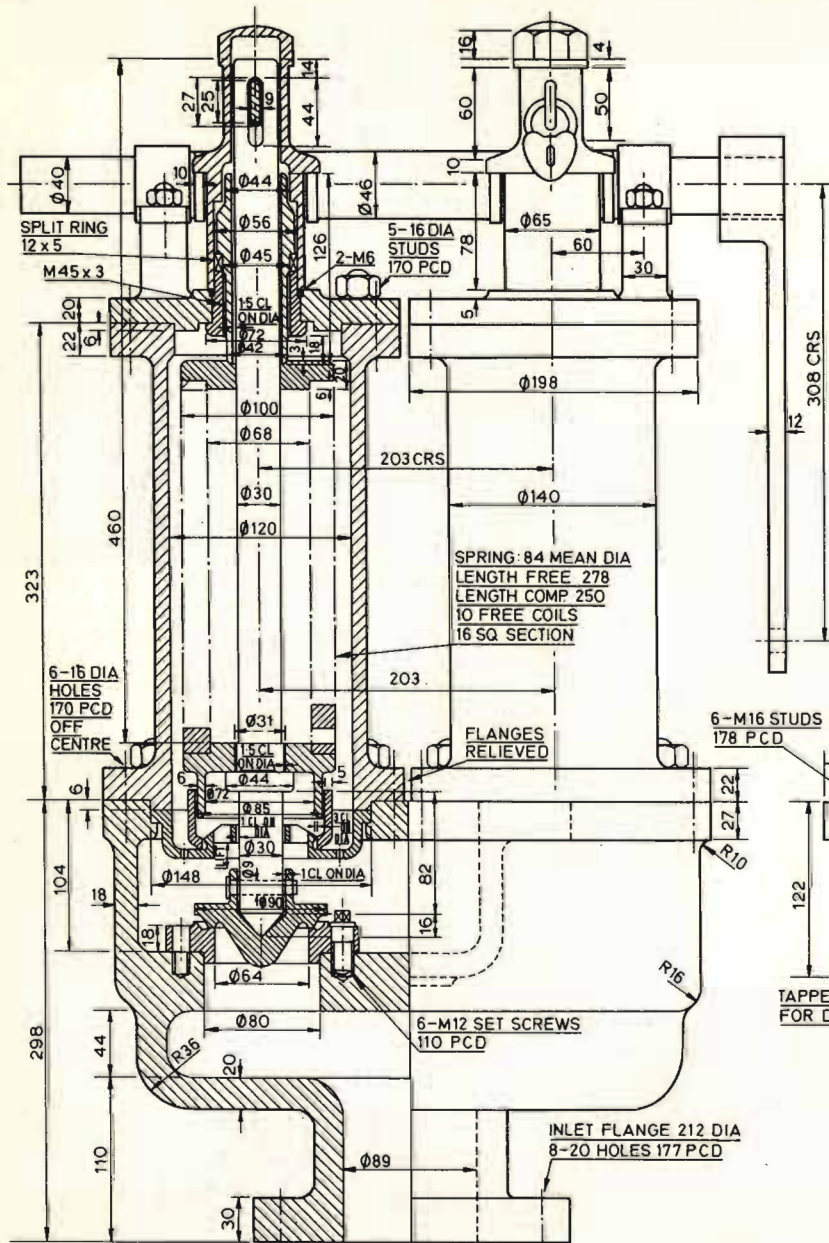 16
4
14
27
25
9
44
60
50
10
Ø40
10
Ø44
Ø46
Ø56
126
Ø65
78
60
30
SPLIT RING
12 x 5
M45 x 3
Ø45
2-M6
5-16 DIA
STUDS
170 PCD
20
22
6
1·5 CL
ON DIA
Ø72
Ø42
3
18
20
6
5
Ø100
Ø198
308 CRS
12
Ø68
203 CRS
Ø30
Ø140
Ø120
460
323
SPRING: 84 MEAN DIA
LENGTH FREE 278
LENGTH COMP 250
10 FREE COILS
16 SQ SECTION
203
6-16 DIA
HOLES
170 PCD
OFF
CENTRE
Ø31
1·5 CL
ON DIA
FLANGES
RELIEVED
6-M16 STUDS
178 PCD
6
6
Ø44
5
Ø72
Ø85
1 CL ON
DIA
3 CL
ON
DIA
22
27
Ø30
LIFT
Ø9
1 CL ON DIA
R10
104
18
Ø148
Ø90
82
16
122
18
Ø64
R16
Ø80
6-M12 SET SCREWS
110 PCD
TAPPE
FOR D
298
44
R36
20
110
INLET FLANGE 212 DIA
8-20 HOLES 177 PCD
Ø89
30